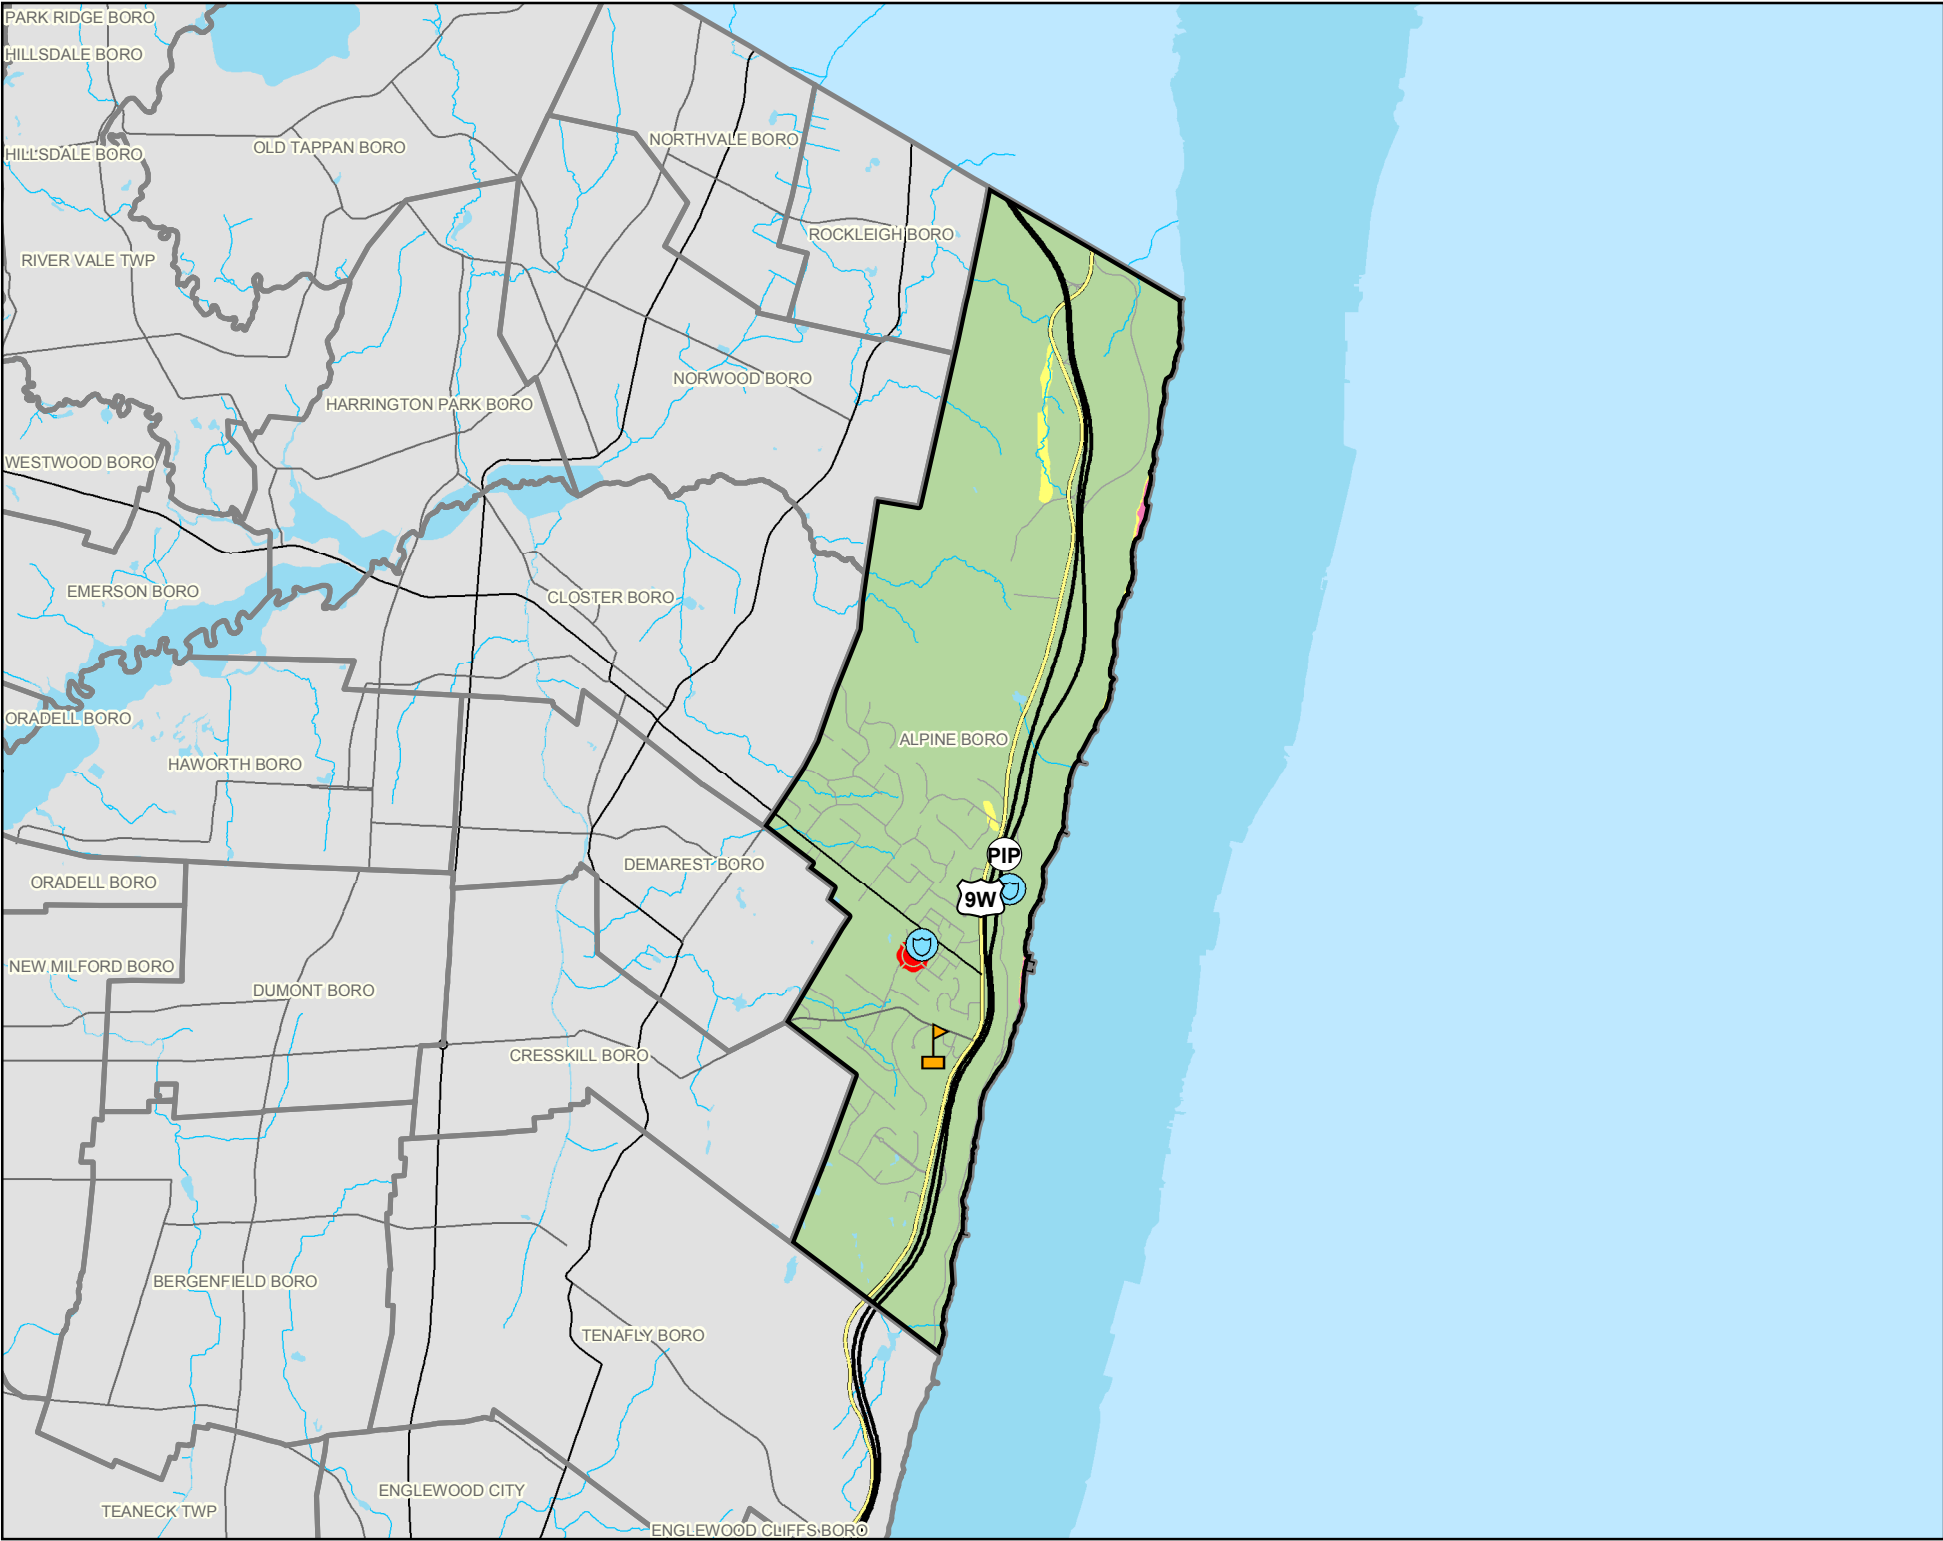 PARK RIDGE BORO
HILLSDALE BORO
NORTHVALE BORO
OLD TAPPAN BORO
HILLSDALE BORO
ROCKLEIGH BORO
RIVER VALE TWP
NORWOOD BORO
HARRINGTON PARK BORO
WESTWOOD BORO
EMERSON BORO
CLOSTER BORO
ORADELL BORO
ALPINE BORO
HAWORTH BORO
PIP
DEMAREST BORO
ORADELL BORO
9W
NEW MILFORD BORO
DUMONT BORO
CRESSKILL BORO
BERGENFIELD BORO
TENAFLY BORO
ENGLEWOOD CITY
TEANECK TWP
ENGLEWOOD CLIFFS BORO